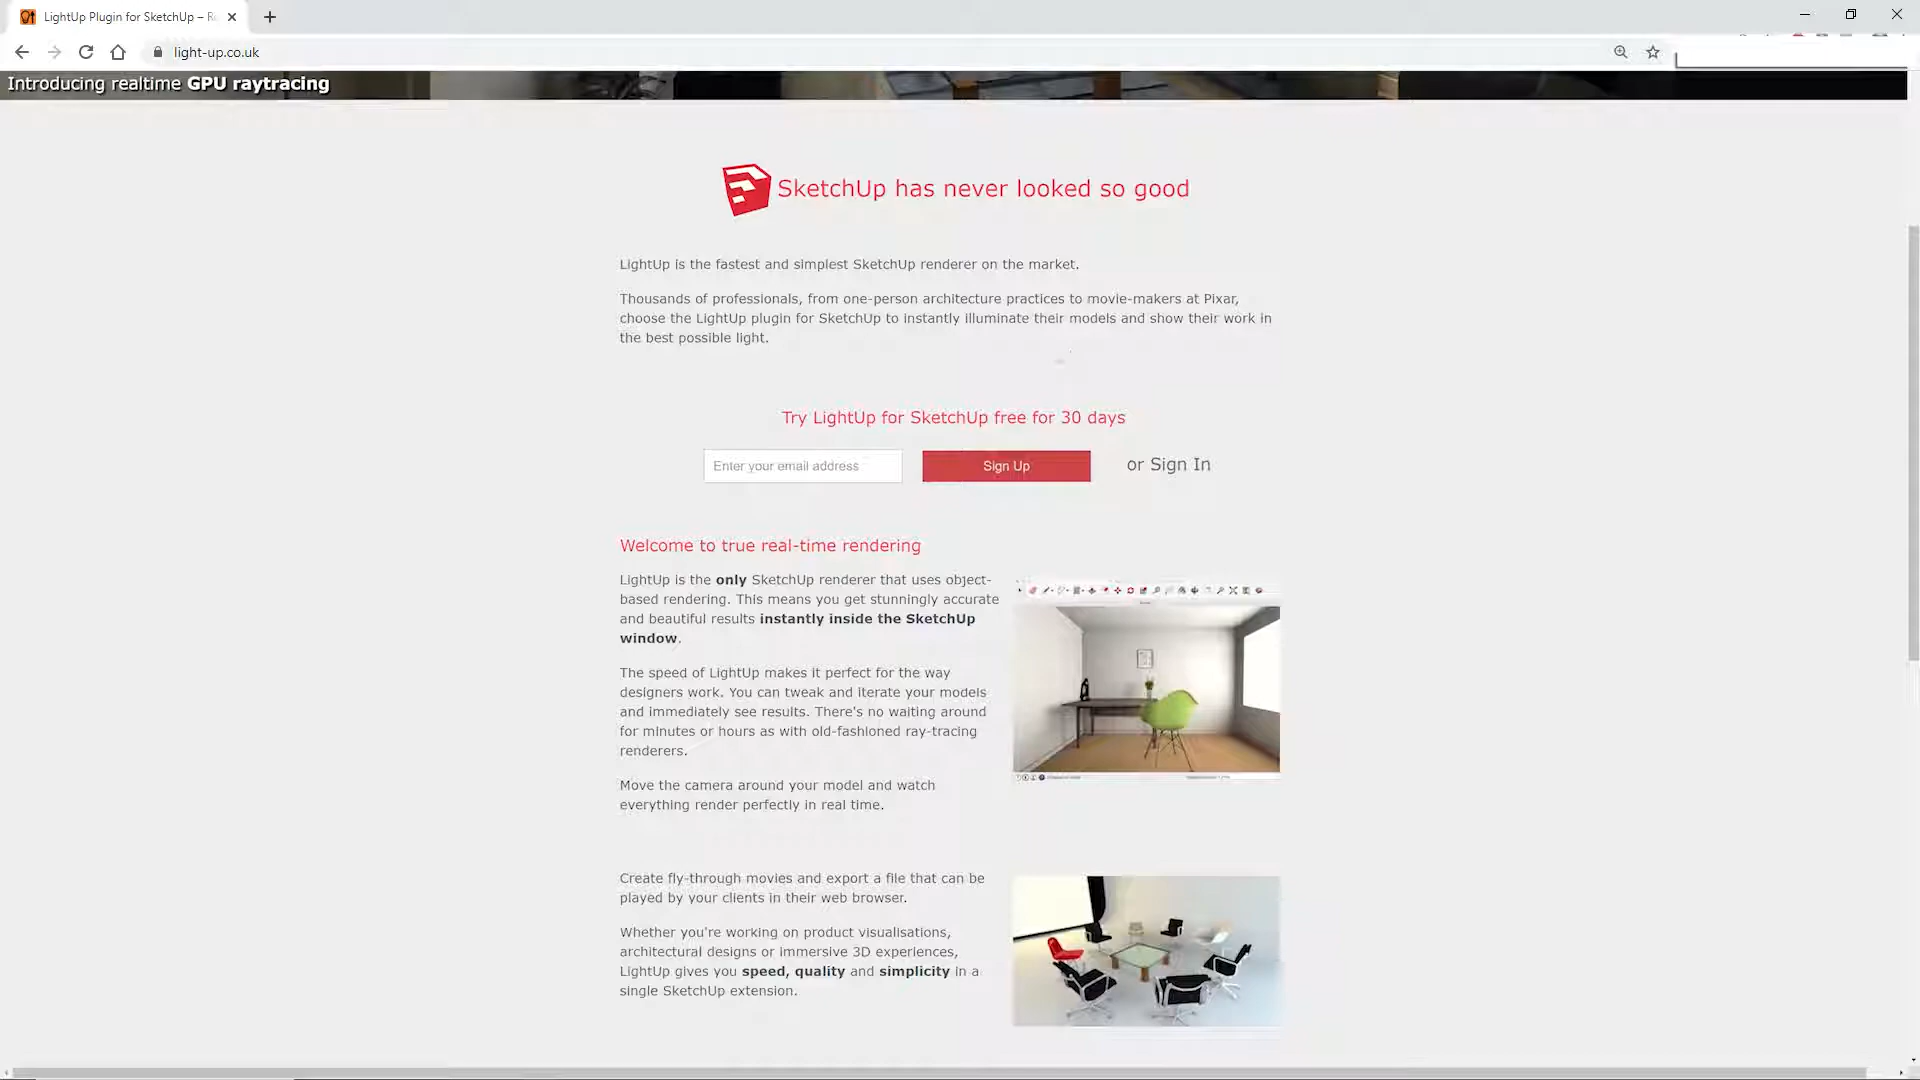 LightUp Plugin for SketchUp – R
light-up.co.uk
Introducing realtime GPU raytracing
SketchUp has never looked so good
LightUp is the fastest and simplest SketchUp renderer on the market.
Thousands of professionals, from one-person architecture practices to movie-makers at Pixar,
choose the LightUp plugin for SketchUp to instantly illuminate their models and show their work in
the best possible light.
Try LightUp for SketchUp free for 30 days
Enter your email address
Sign Up
or Sign In
Welcome to true real-time rendering
LightUp is the only SketchUp renderer that uses object-
based rendering. This means you get stunningly accurate
and beautiful results instantly inside the SketchUp
window.
The speed of LightUp makes it perfect for the way
designers work. You can tweak and iterate your models
and immediately see results. There's no waiting around
for minutes or hours as with old-fashioned ray-tracing
renderers.
Move the camera around your model and watch
everything render perfectly in real time.
Create fly-through movies and export a file that can be
played by your clients in their web browser.
Whether you're working on product visualisations,
architectural designs or immersive 3D experiences,
LightUp gives you speed, quality and simplicity in a
single SketchUp extension.